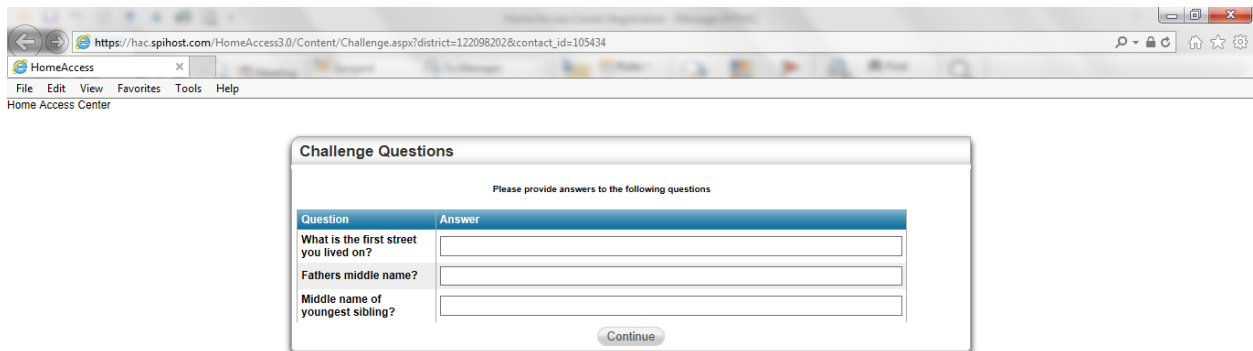 https://hac.spihost.com/HomeAccess3.0/Content/Challenge.aspx?district=122098202&contact_id=105434
HomeAccess
File Edit View Favorites Tools Help
Home Access Center
Challenge Questions
Please provide answers to the following questions
Question Answer
What is the first street
you lived on?
Fathers middle name?
Middle name of
youngest sibling?
Continue